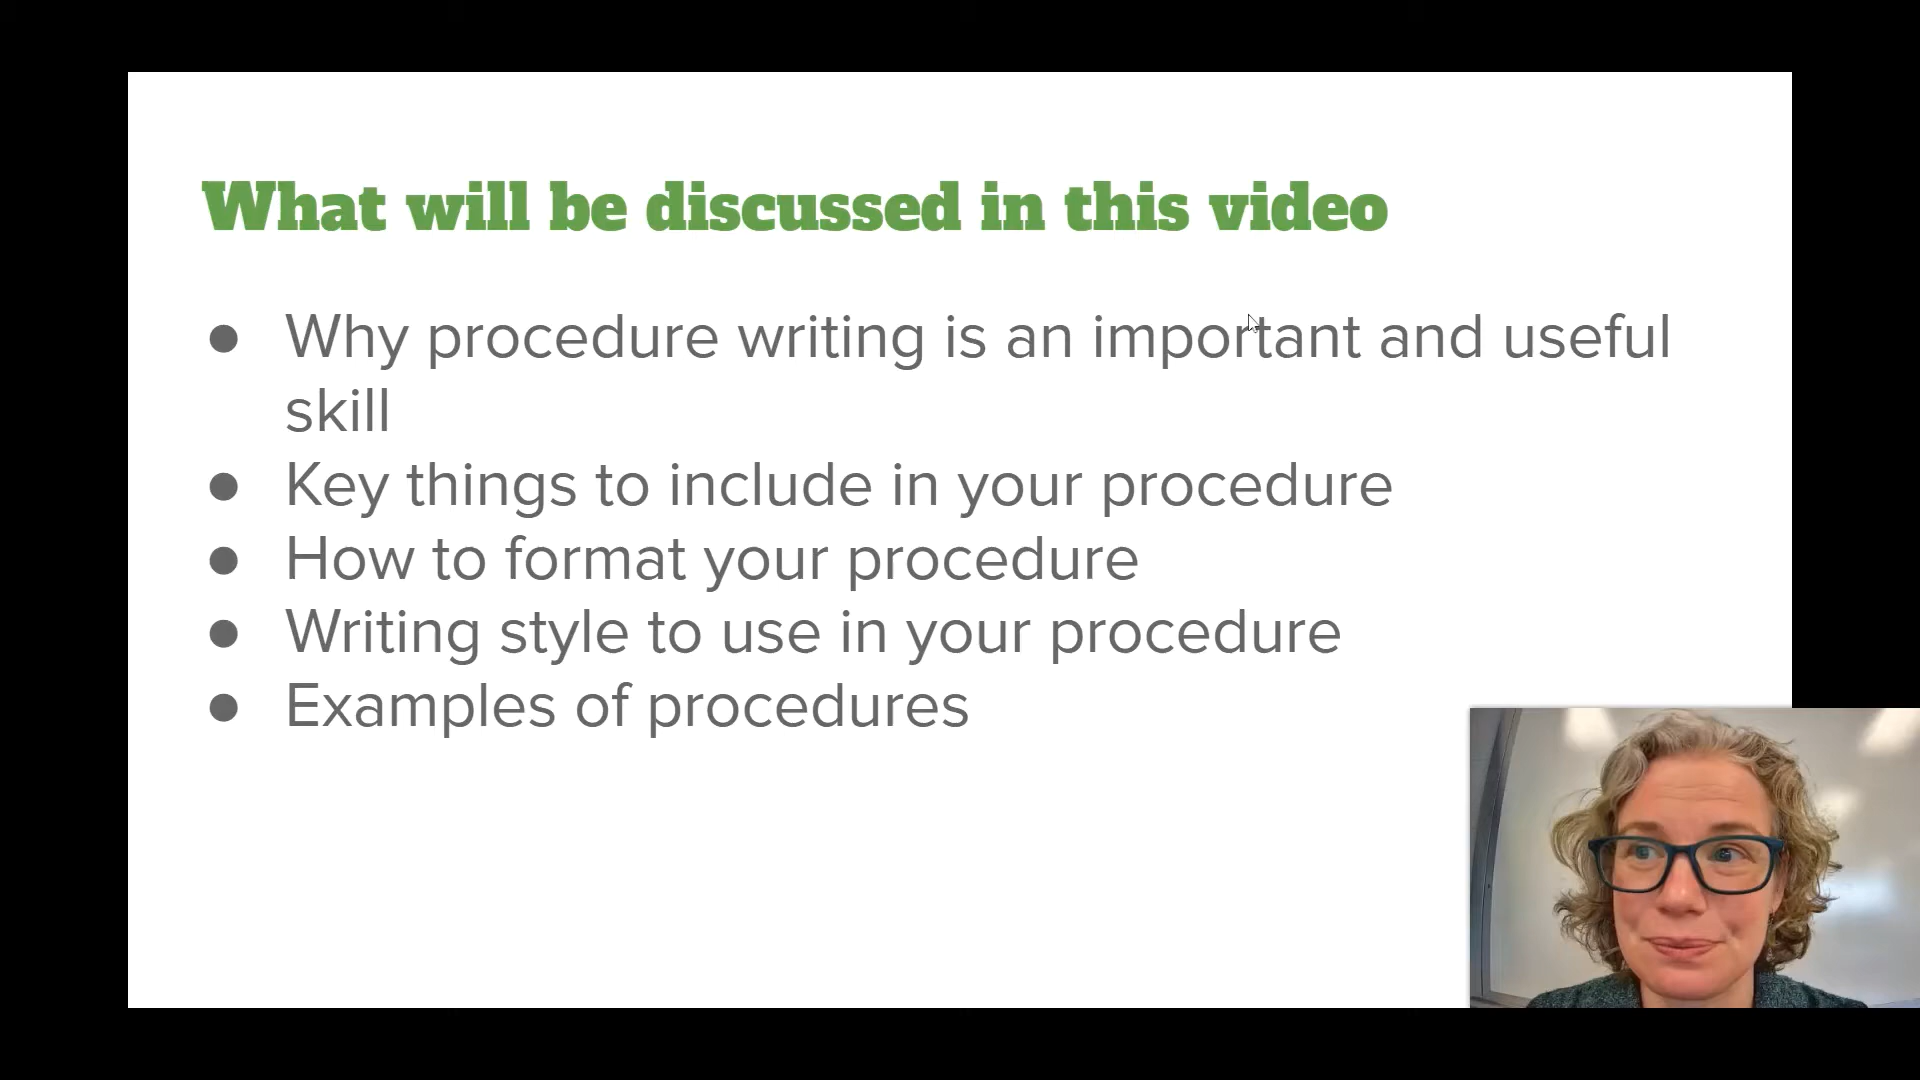 What will be discussed in this video
● Why procedure writing is an important and useful
skill
● Key things to include in your procedure
● How to format your procedure
● Writing style to use in your procedure
● Examples of procedures